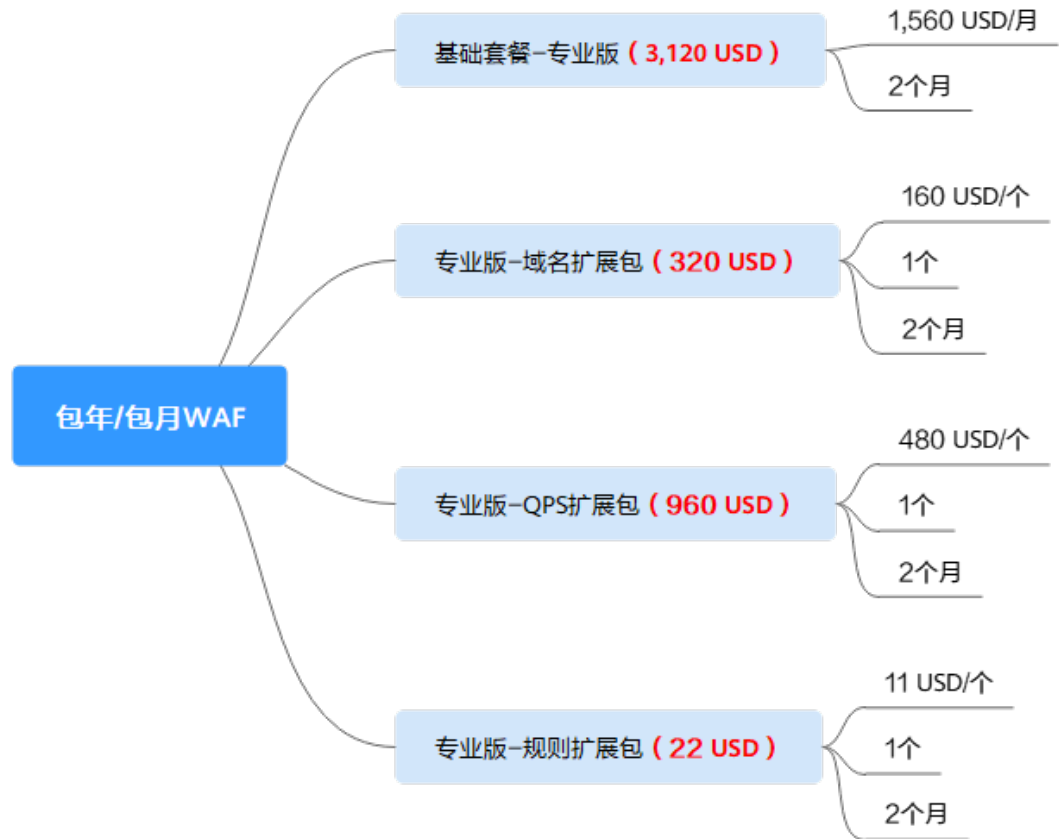 包年/包月WAF
基础套餐-专业版（3,120 USD）
1,560 USD/月
2个月
专业版-域名扩展包（320 USD）
160 USD/个
1个
2个月
专业版-QPS扩展包（960 USD）
480 USD/个
1个
2个月
专业版-规则扩展包（22 USD）
11 USD/个
1个
2个月